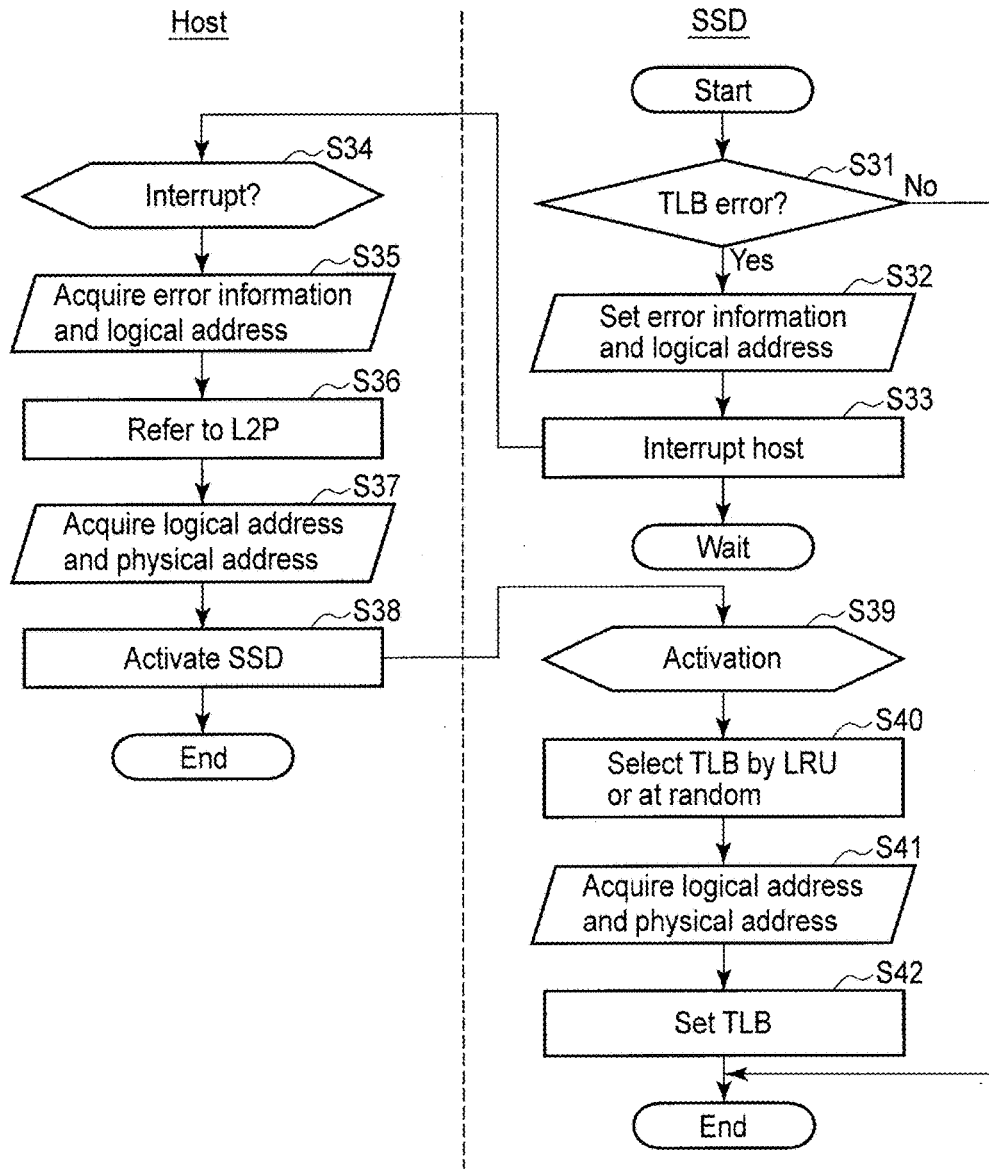 Host
S34
Interrupt?
S35
Acquire error information
and logical address
S36
Refer to L2P
S37
Acquire logical address
and physical address
S38
Activate SSD
End
SSD
Start
S31
TLB error?
No
Yes
S32
Set error information
and logical address
S33
Interrupt host
Wait
S39
Activation
S40
Select TLB by LRU
or at random
S41
Acquire logical address
and physical address
S42
Set TLB
End